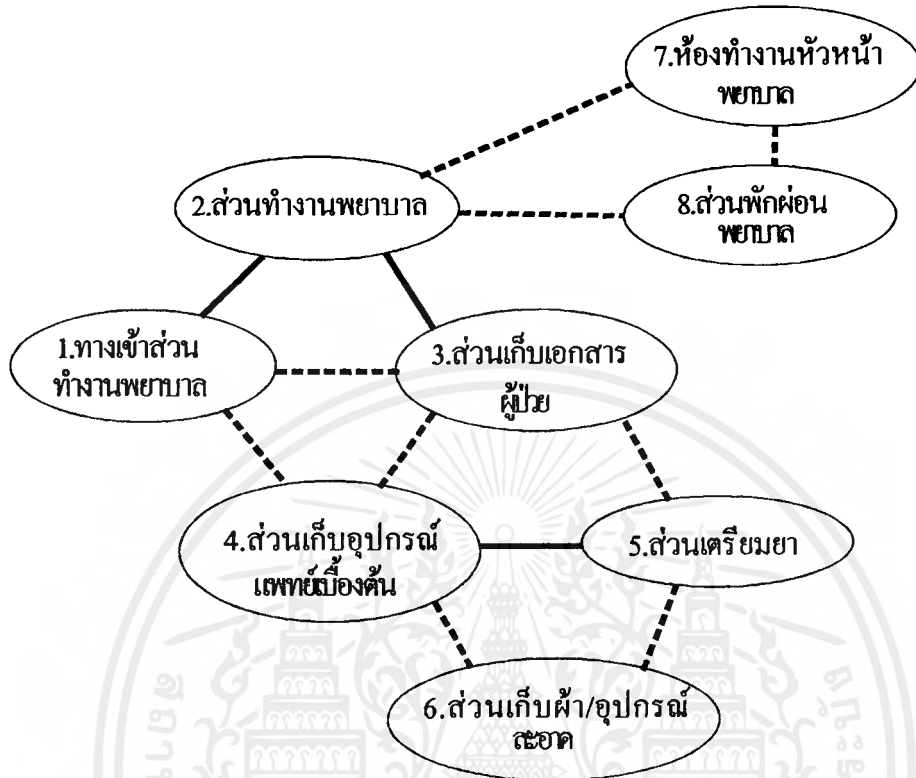 7.ห้องทำงานหัวหน้า
พยาบาล
2.ส่วนทำงานพยาบาล
8.ส่วนพักผ่อน
พยาบาล
1.ทางเข้าส่วน
ทำงานพยาบาล
3.ส่วนเก็บเอกสาร
ผู้ป่วย
4.ส่วนเก็บอุปกรณ์
แพทย์เบื้องต้น
5.ส่วนเตรียมยา
6.ส่วนเก็บผ้า/อุปกรณ์
สะอาด